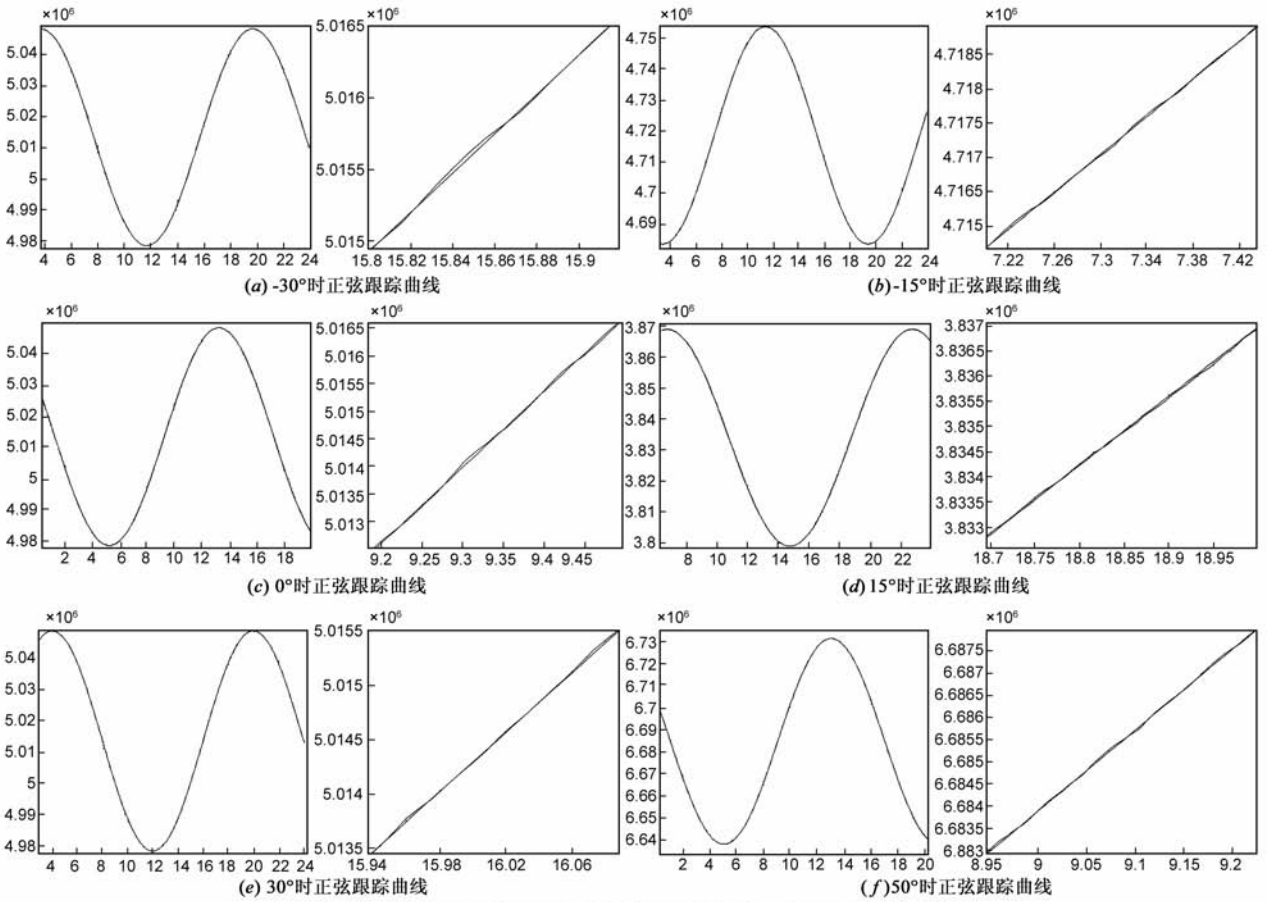 ×10⁶ ×10⁶ ×10⁶ ×10⁶
5.04 5.03 5.02 5.01 5 4.99 4.98
4 6 8 10 12 14 16 18 20 22 24
5.0165 5.016 5.0155 5.015
15.8 15.82 15.84 15.86 15.88 15.9
4.75 4.74 4.73 4.72 4.71 4.7 4.69
4 6 8 10 12 14 16 18 20 22 24
4.7185 4.718 4.7175 4.717 4.7165 4.715
7.22 7.26 7.3 7.34 7.38 7.42
(a) -30°时正弦跟踪曲线
(b)-15°时正弦跟踪曲线
×10⁶ ×10⁶ ×10⁶ ×10⁶
5.04 5.03 5.02 5.01 5 4.99 4.98
2 4 6 8 10 12 14 16 18
5.0165 5.016 5.0155 5.015 5.0145 5.014 5.0135 5.013
9.2 9.25 9.3 9.35 9.4 9.45
3.87 3.86 3.85 3.84 3.83 3.82 3.81 3.8
8 10 12 14 16 18 20 22
3.837 3.8365 3.836 3.8355 3.835 3.8345 3.834 3.8335 3.833
18.7 18.75 18.8 18.85 18.9 18.95
(c) 0°时正弦跟踪曲线
(d) 15°时正弦跟踪曲线
×10⁶ ×10⁶ ×10⁶ ×10⁶
5.04 5.03 5.02 5.01 5 4.99 4.98
4 6 8 10 12 14 16 18 20 22 24
5.0155 5.015 5.0145 5.014 5.0135
15.94 15.98 16.02 16.06
6.73 6.72 6.71 6.7 6.69 6.68 6.67 6.66 6.65 6.64
2 4 6 8 10 12 14 16 18 20
6.6875 6.687 6.6865 6.686 6.6855 6.685 6.6845 6.684 6.6835 6.683
8.95 9 9.05 9.1 9.15 9.2
(e) 30°时正弦跟踪曲线
(f)50°时正弦跟踪曲线